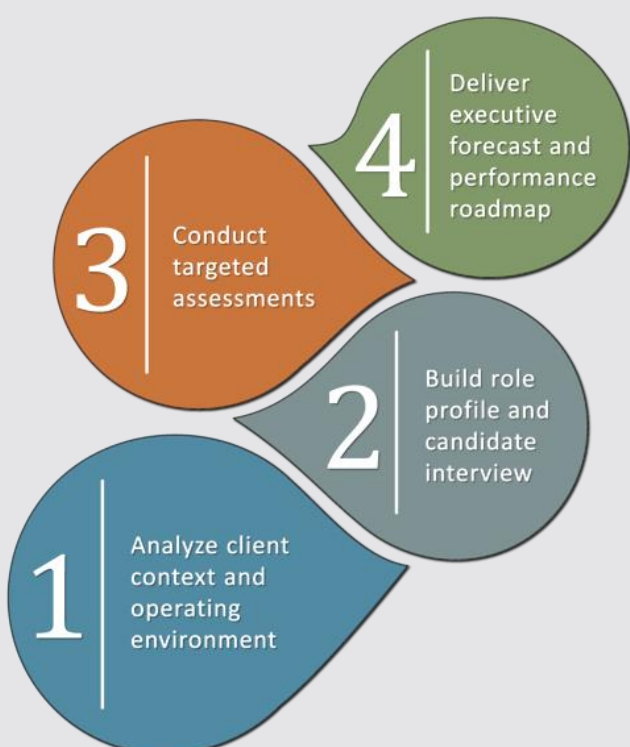 4
Deliver
executive
forecast and
performance
roadmap
3
Conduct
targeted
assessments
2
Build role
profile and
candidate
interview
1
Analyze client
context and
operating
environment